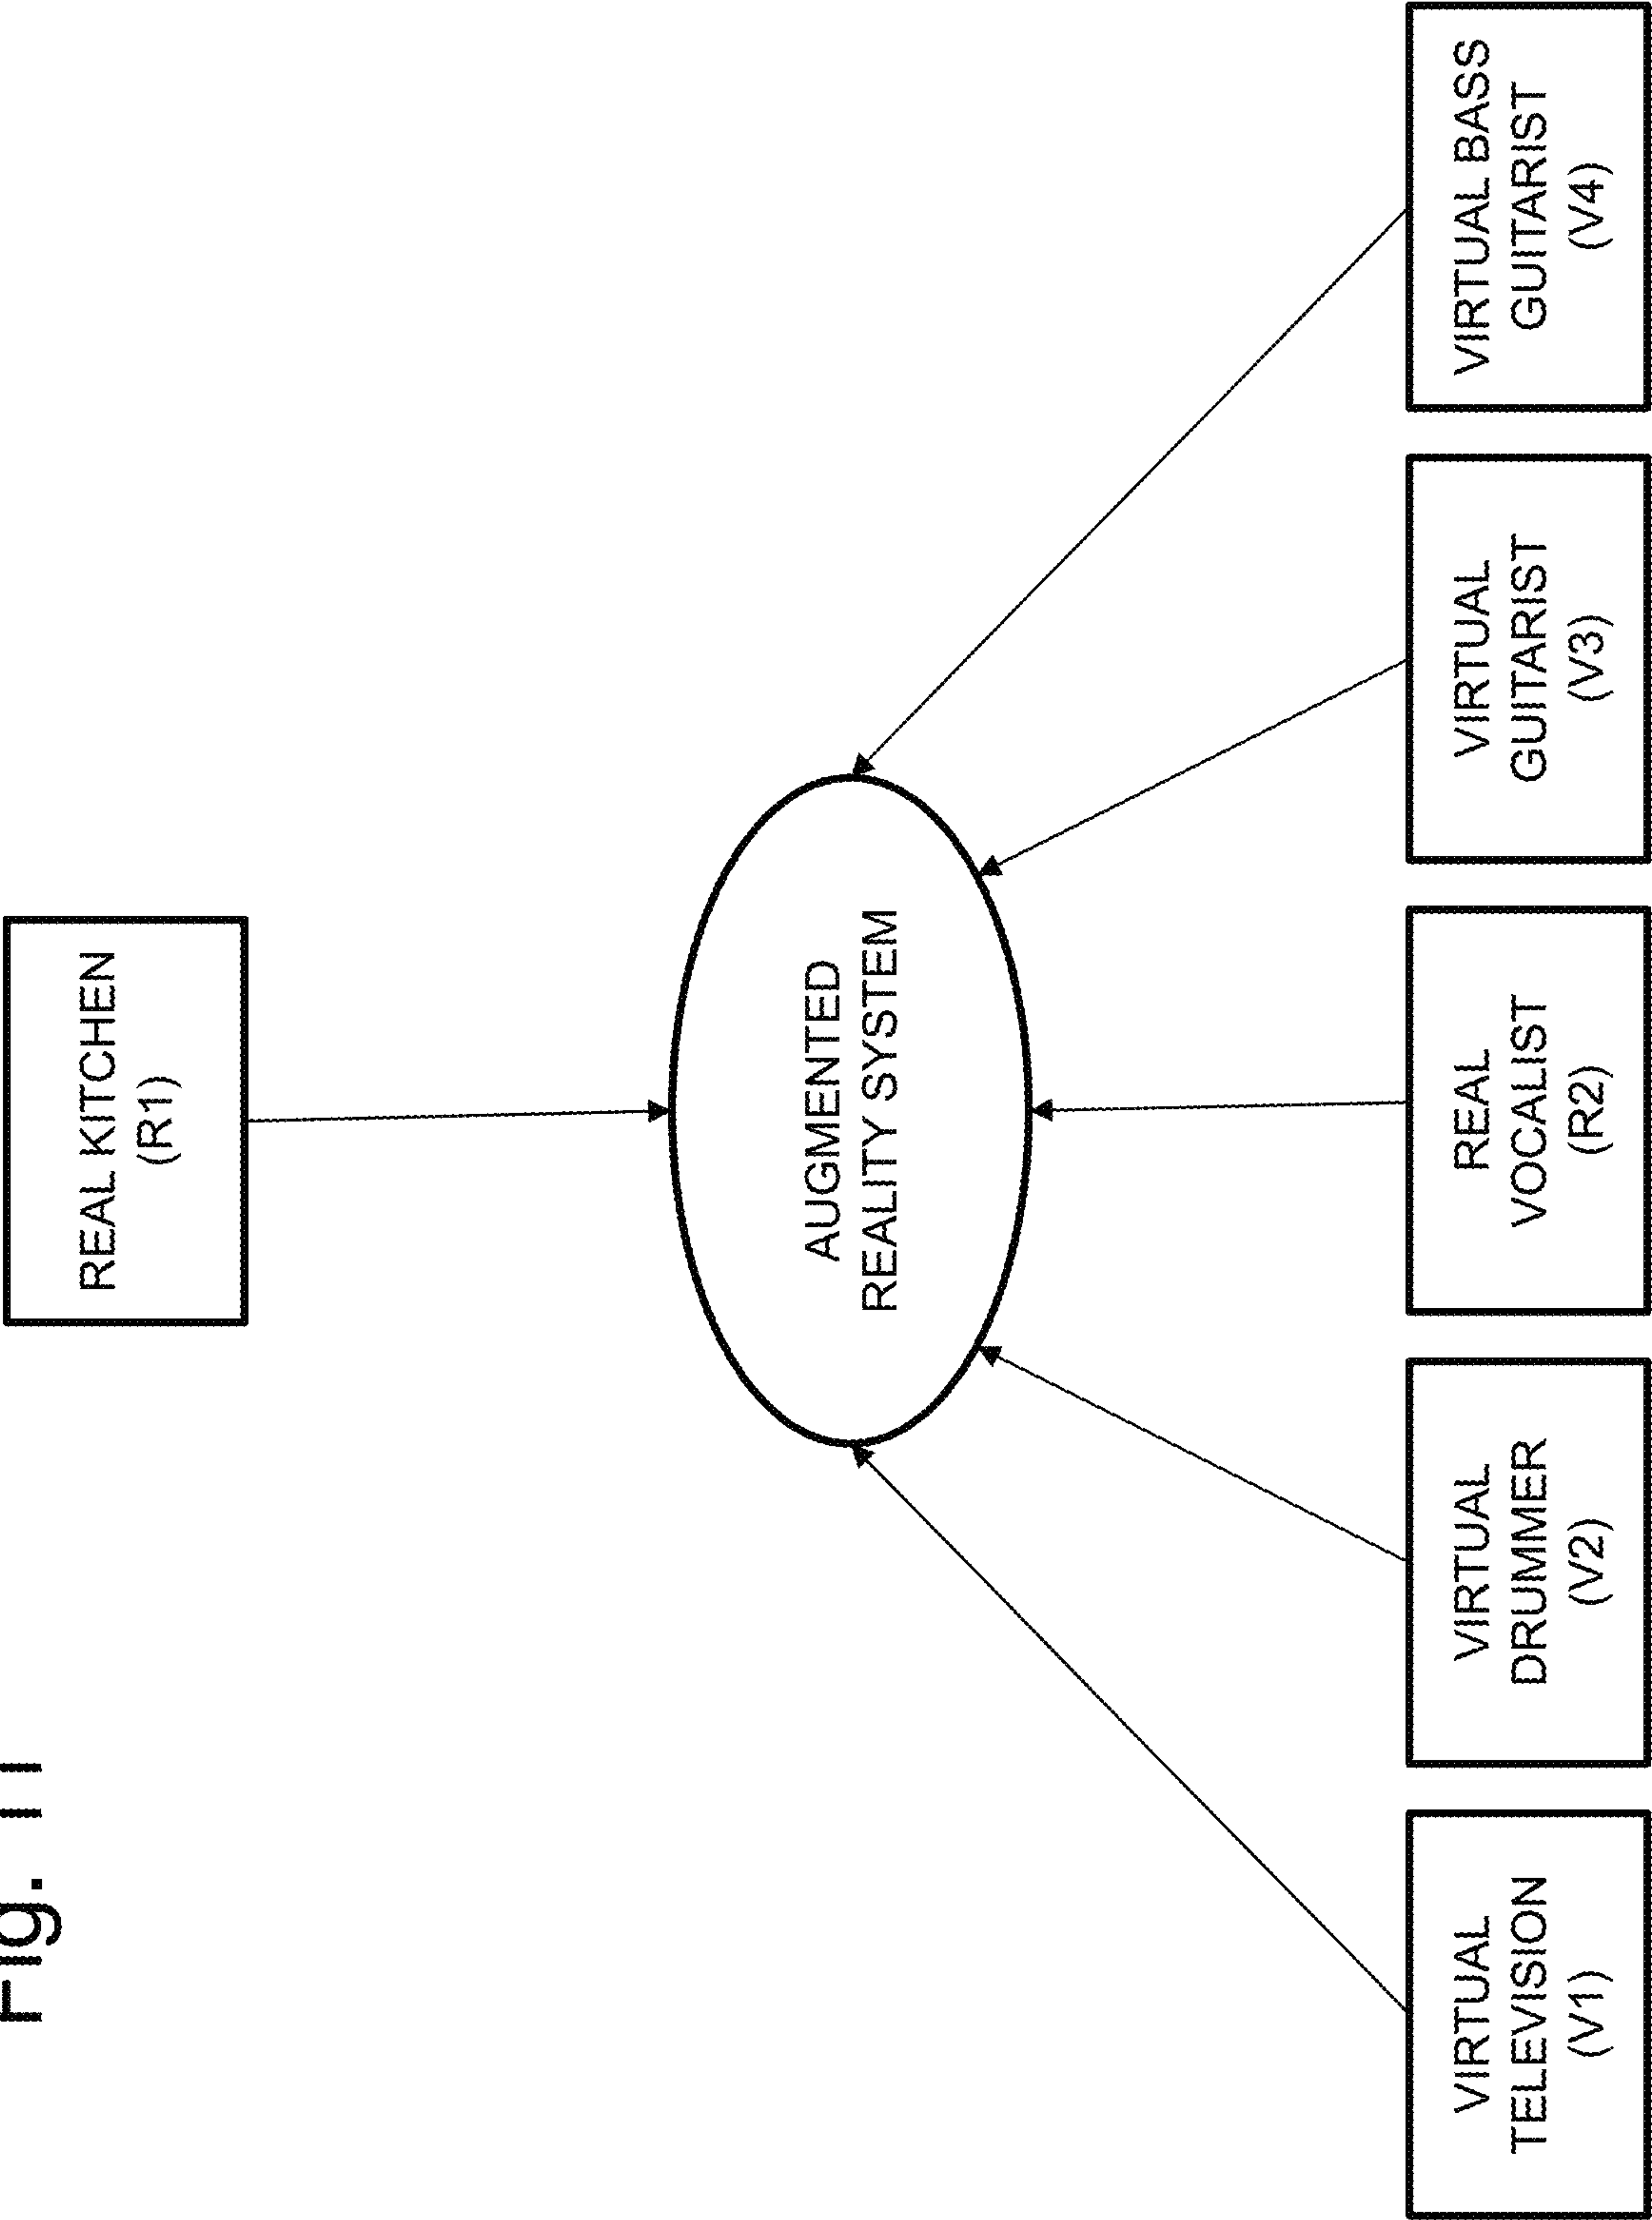 Fig. 11
REAL KITCHEN
(R1)
AUGMENTED
REALITY SYSTEM
VIRTUAL
TELEVISION
(V1)
VIRTUAL
DRUMMER
(V2)
REAL
VOCALIST
(R2)
VIRTUAL
GUITARIST
(V3)
VIRTUAL BASS
GUITARIST
(V4)